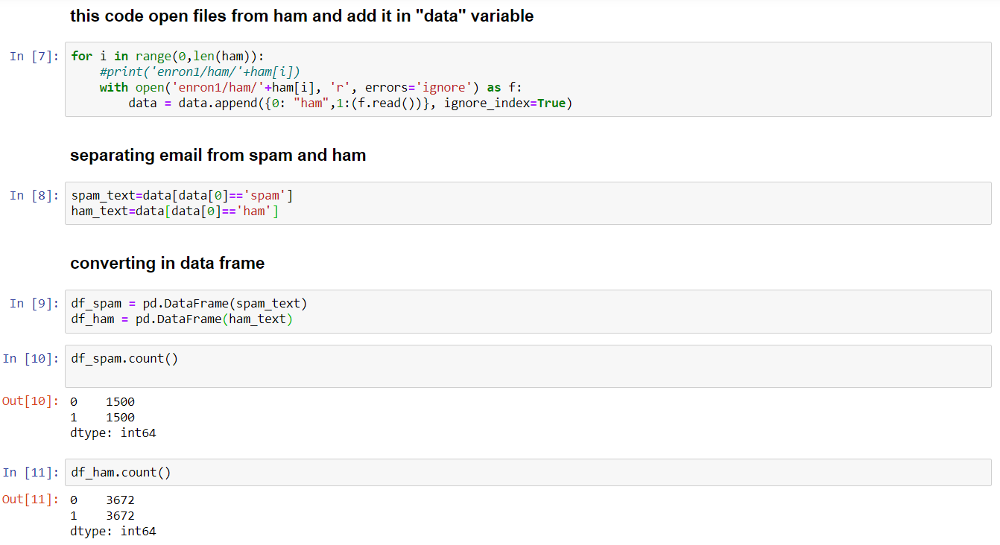 this code open files from ham and add it in "data" variable
In [7]: for i in range(0,len(ham)):
#print('enron1/ham/'+ham[i])
with open('enron1/ham/'+ham[i], 'r', errors='ignore') as f:
data = data.append({0: "ham",1:(f.read())}, ignore_index=True)
separating email from spam and ham
In [8]: spam_text=data[data[0]=='spam']
ham_text=data[data[0]=='ham']
converting in data frame
In [9]: df_spam = pd.DataFrame(spam_text)
df_ham = pd.DataFrame(ham_text)
In [10]: df_spam.count()
Out[10]: 0 1500
1 1500
dtype: int64
In [11]: df_ham.count()
Out[11]: 0 3672
1 3672
dtype: int64